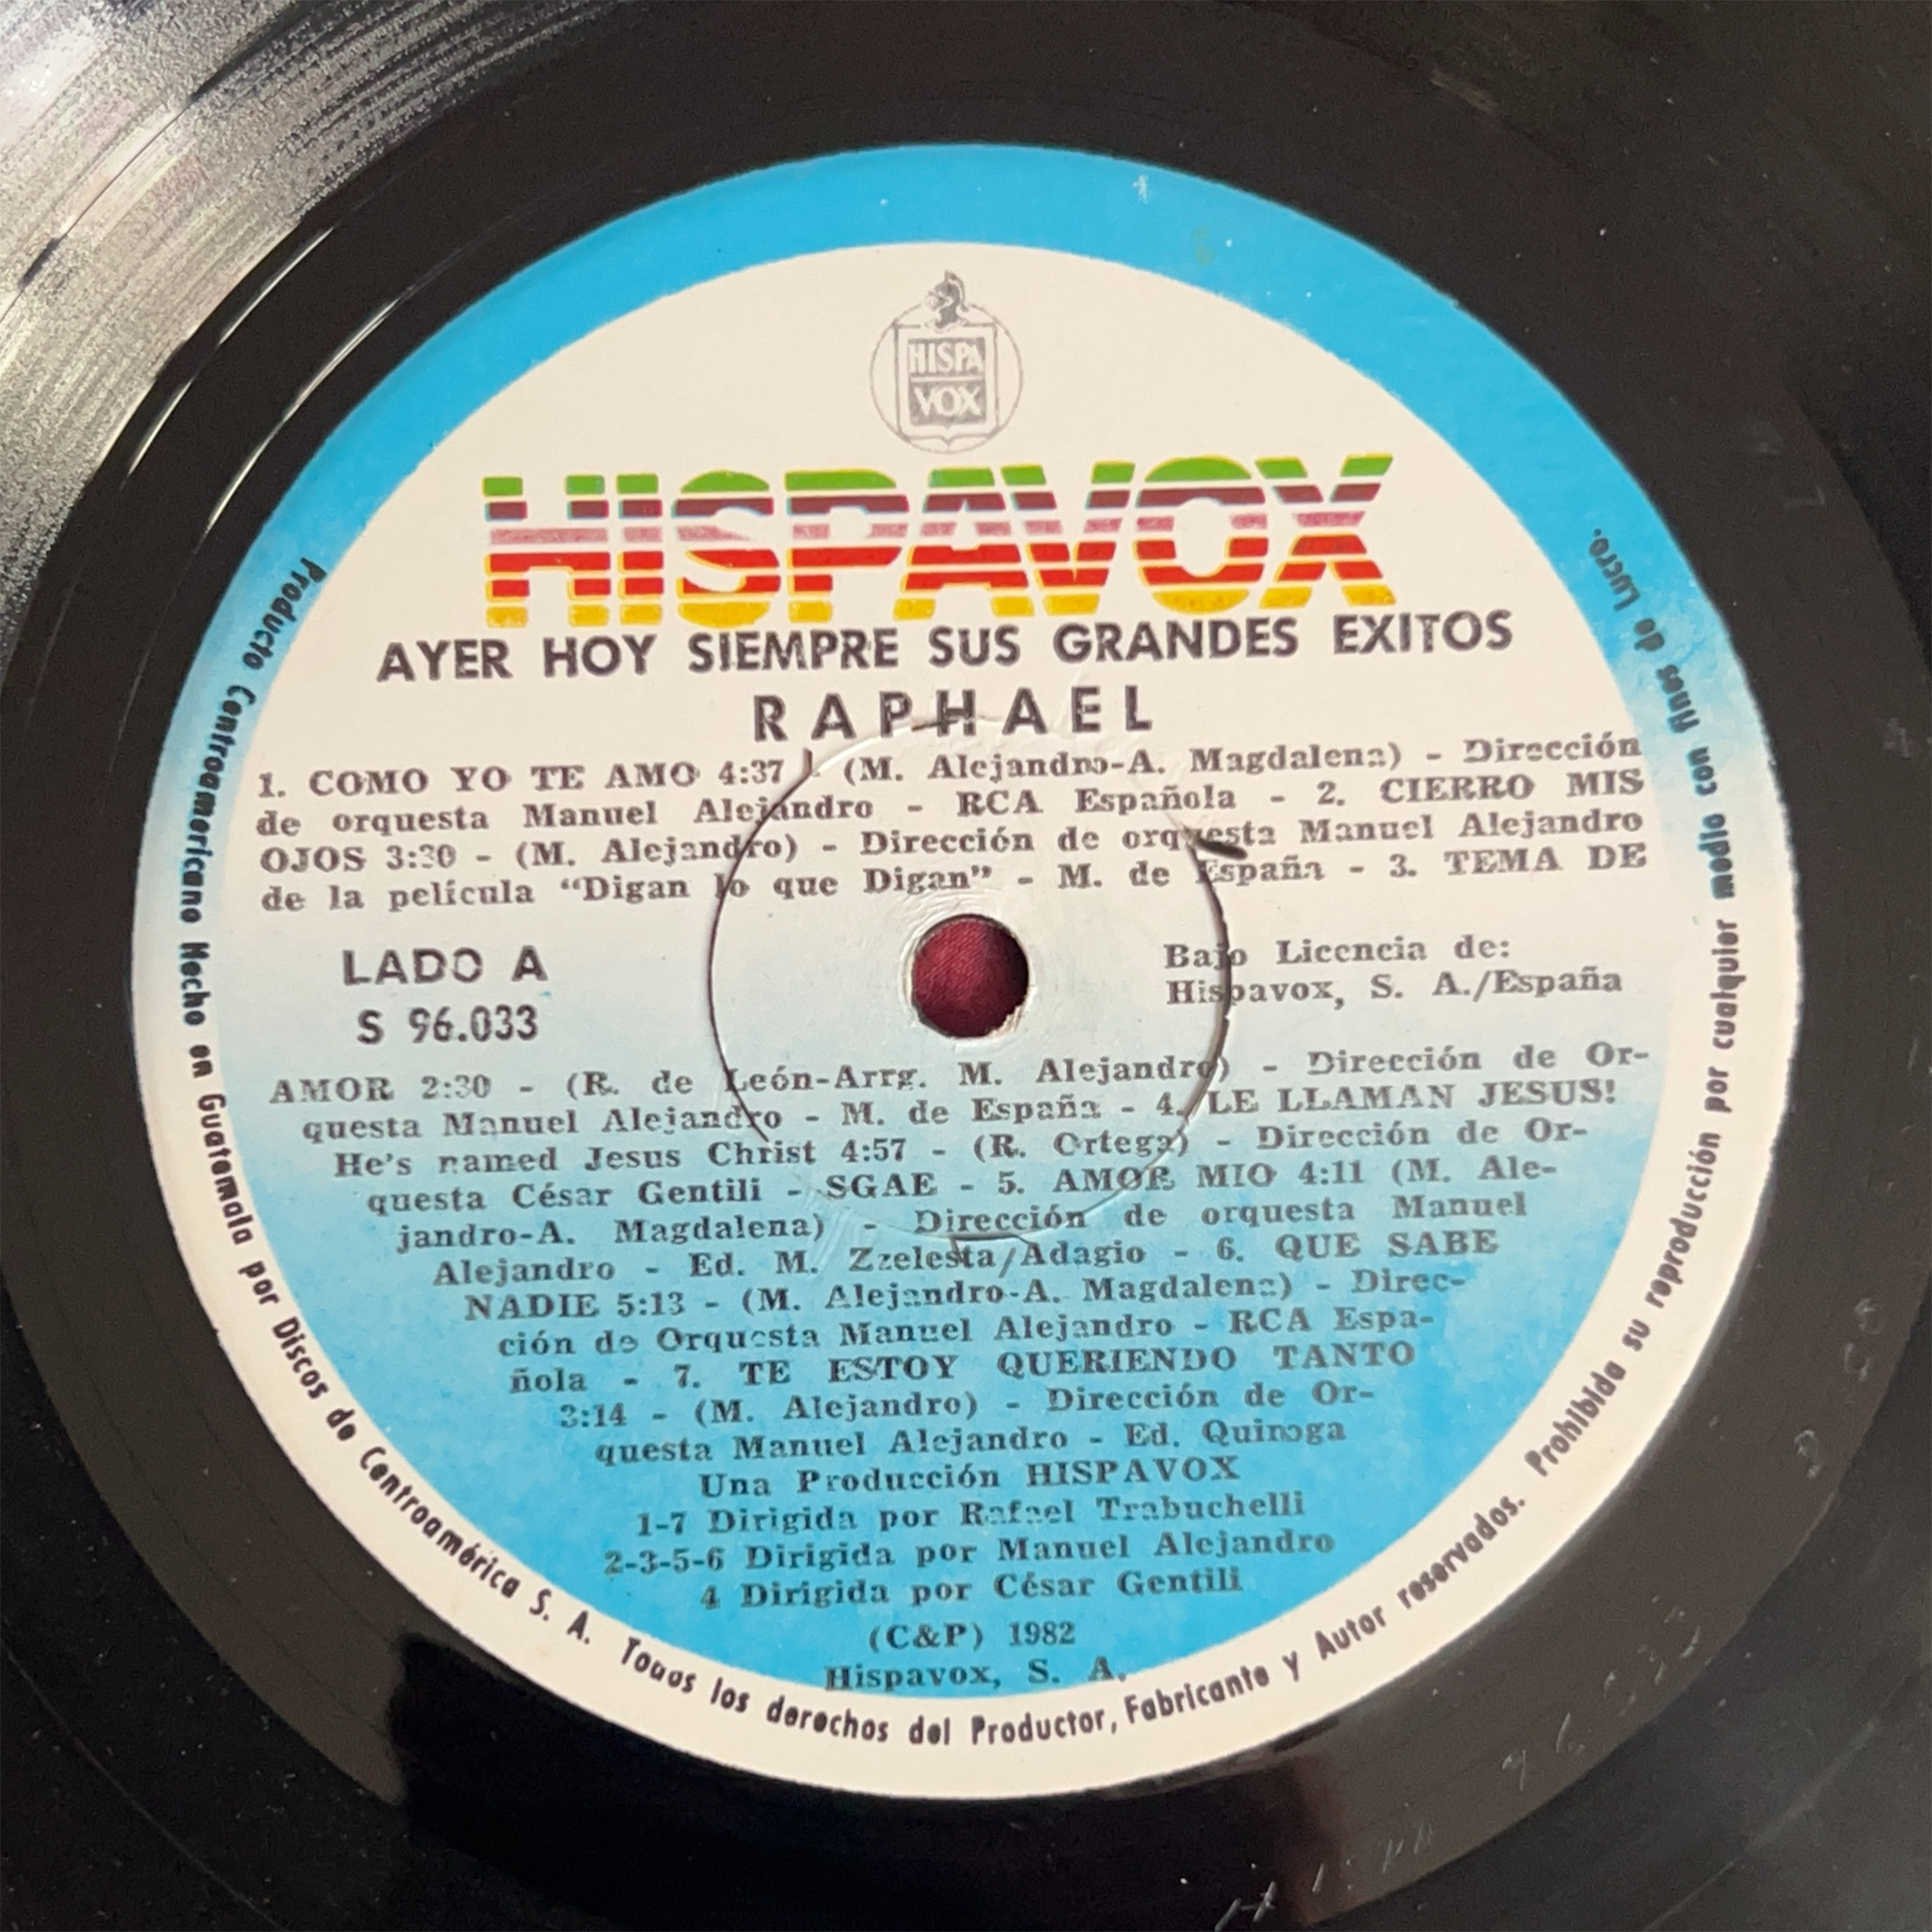 HISPA
VOX
HISPAVOX
AYER HOY SIEMPRE SUS GRANDES EXITOS
RAPHAEL
1. COMO YO TE AMO 4:37 - (M. Alejandro-A. Magdalena) - Dirección
de orquesta Manuel Alejandro - RCA Española - 2. CIERRO MIS
OJOS 3:30 - (M. Alejandro) - Dirección de orquesta Manuel Alejandro
de la película “Digan lo que Digan” - M. de España - 3. TEMA DE
LADO A
S 96.033
Bajo Licencia de:
Hispavox, S. A./España
AMOR 2:30 - (R. de León-Arrg. M. Alejandro) - Dirección de Or-
questa Manuel Alejandro - M. de España - 4. LE LLAMAN JESUS!
He's named Jesus Christ 4:57 - (R. Ortega) - Dirección de Or-
questa César Gentili - SGAE - 5. AMOR MIO 4:11 (M. Ale-
jandro-A. Magdalena) - Dirección de orquesta Manuel
Alejandro - Ed. M. Zzelesta/Adagio - 6. QUE SABE
NADIE 5:13 - (M. Alejandro-A. Magdalena) - Direc-
ción de Orquesta Manuel Alejandro - RCA Espa-
ñola - 7. TE ESTOY QUERIENDO TANTO
3:14 - (M. Alejandro) - Dirección de Or-
questa Manuel Alejandro - Ed. Quiroga
Una Producción HISPAVOX
1-7 Dirigida por Rafael Trabuchelli
2-3-5-6 Dirigida por Manuel Alejandro
4 Dirigida por César Gentili
(C&P) 1982
Hispavox, S. A.
Producto Centroamericano Hecho en Guatemala por Discos de Centroamérica S. A. Todos los derechos del Productor, Fabricante y Autor reservados. Prohibida su reproducción por cualquier medio con fines de Lucro.